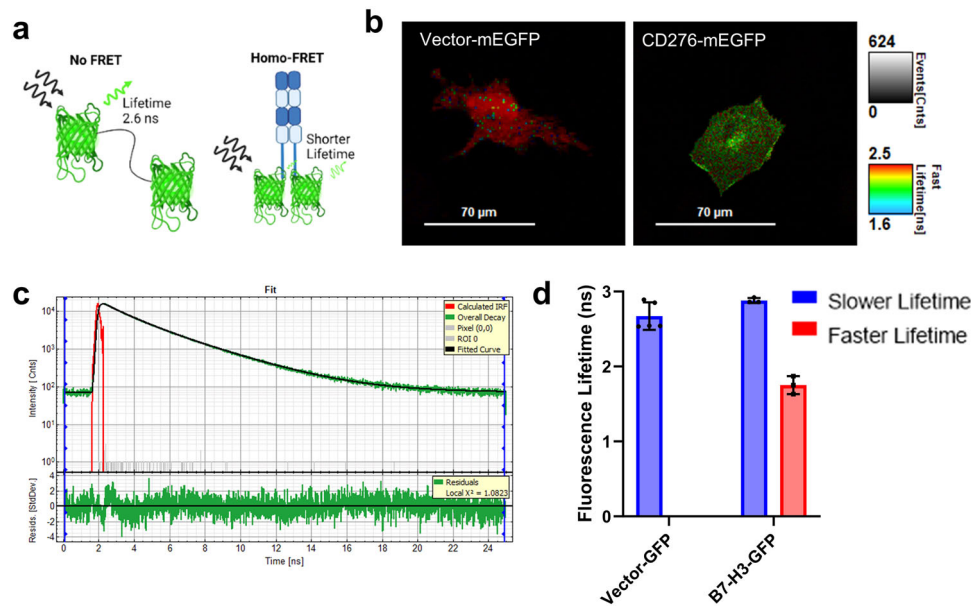 a
No FRET
Lifetime
2.6 ns
Homo-FRET
Shorter
Lifetime
b
Vector-mEGFP
70 µm
CD276-mEGFP
70 µm
624
0
Events[Cnts]
2.5
1.6
Fast
Lifetime[ns]
c
Fit
Calculated IRF
Overall Decay
Pixel (0,0)
ROI 0
Fitted Curve
Intensity [Cnts]
10⁴
10³
10²
10¹
10⁰
Residuals
Local X² = 1.0823
Resids. [StdDev.]
4
2
0
-2
-4
0 2 4 6 8 10 12 14 16 18 20 22 24
Time [ns]
d
Fluorescence Lifetime (ns)
3
2
1
0
Vector-GFP
B7-H3-GFP
Slower Lifetime
Faster Lifetime